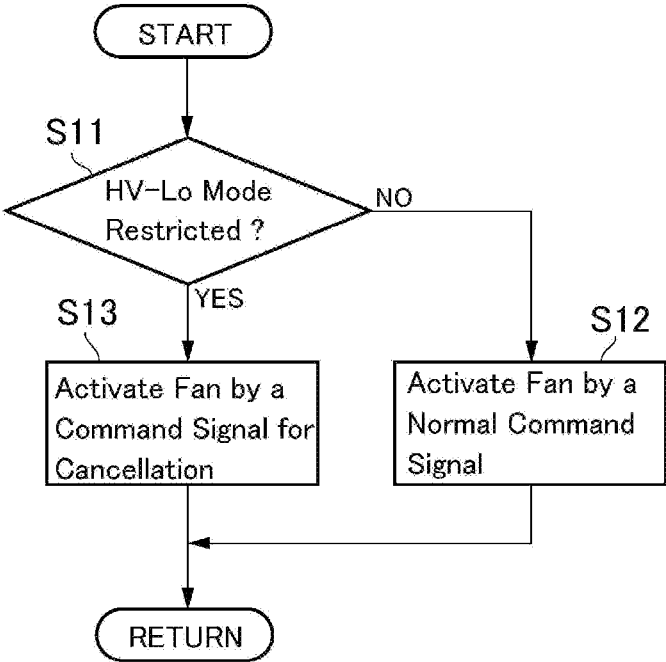 START
S11
HV-Lo Mode
Restricted ?
NO
YES
S13
Activate Fan by a
Command Signal for
Cancellation
S12
Activate Fan by a
Normal Command
Signal
RETURN